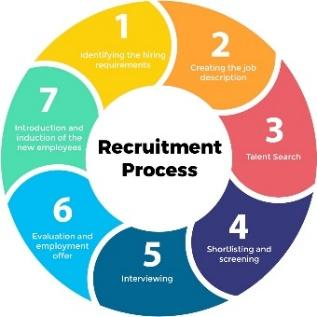 1
Identifying the hiring
requirements
2
Creating the job
description
3
Talent Search
4
Shortlisting and
screening
5
Interviewing
6
Evaluation and
employment
offer
7
Introduction and
induction of the
new employees
Recruitment
Process